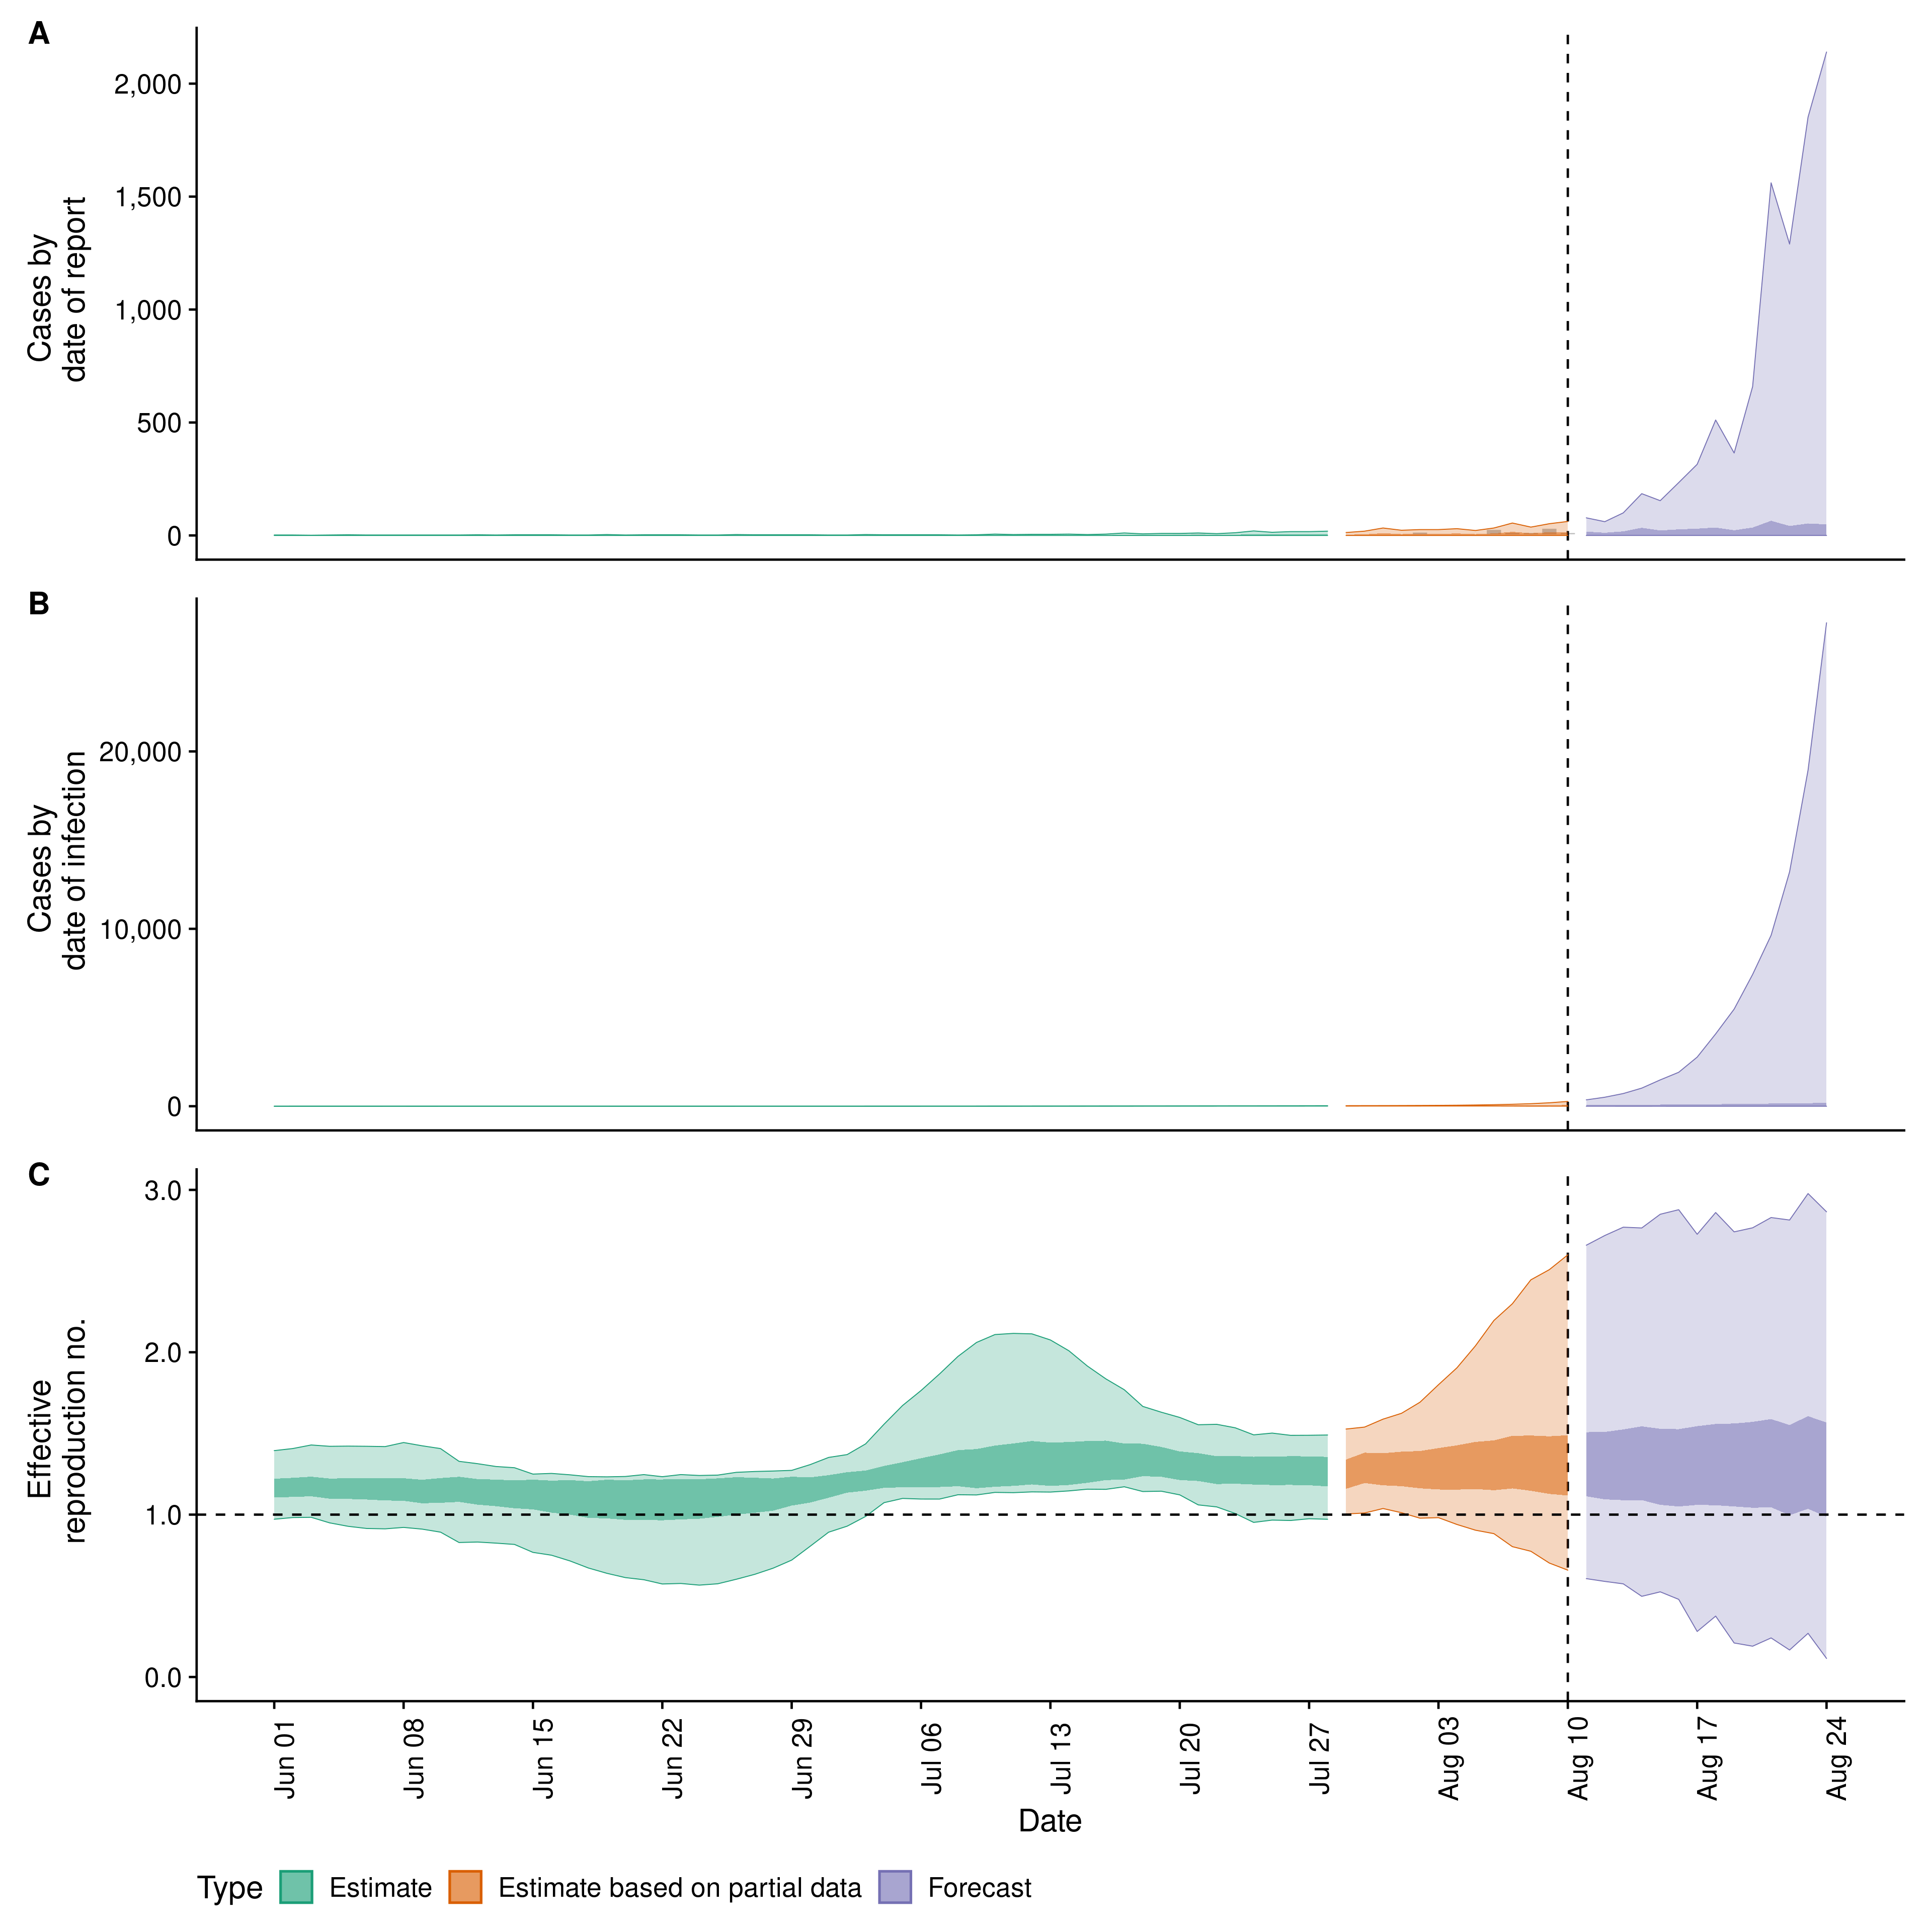 A
Cases by
date of report
2,000
1,500
1,000
500
0
B
Cases by
date of infection
20,000
10,000
0
C
Effective
reproduction no.
3.0
2.0
1.0
0.0
Jun 01
Jun 08
Jun 15
Jun 22
Jun 29
Jul 06
Jul 13
Jul 20
Jul 27
Aug 03
Aug 10
Aug 17
Aug 24
Date
Type Estimate Estimate based on partial data Forecast